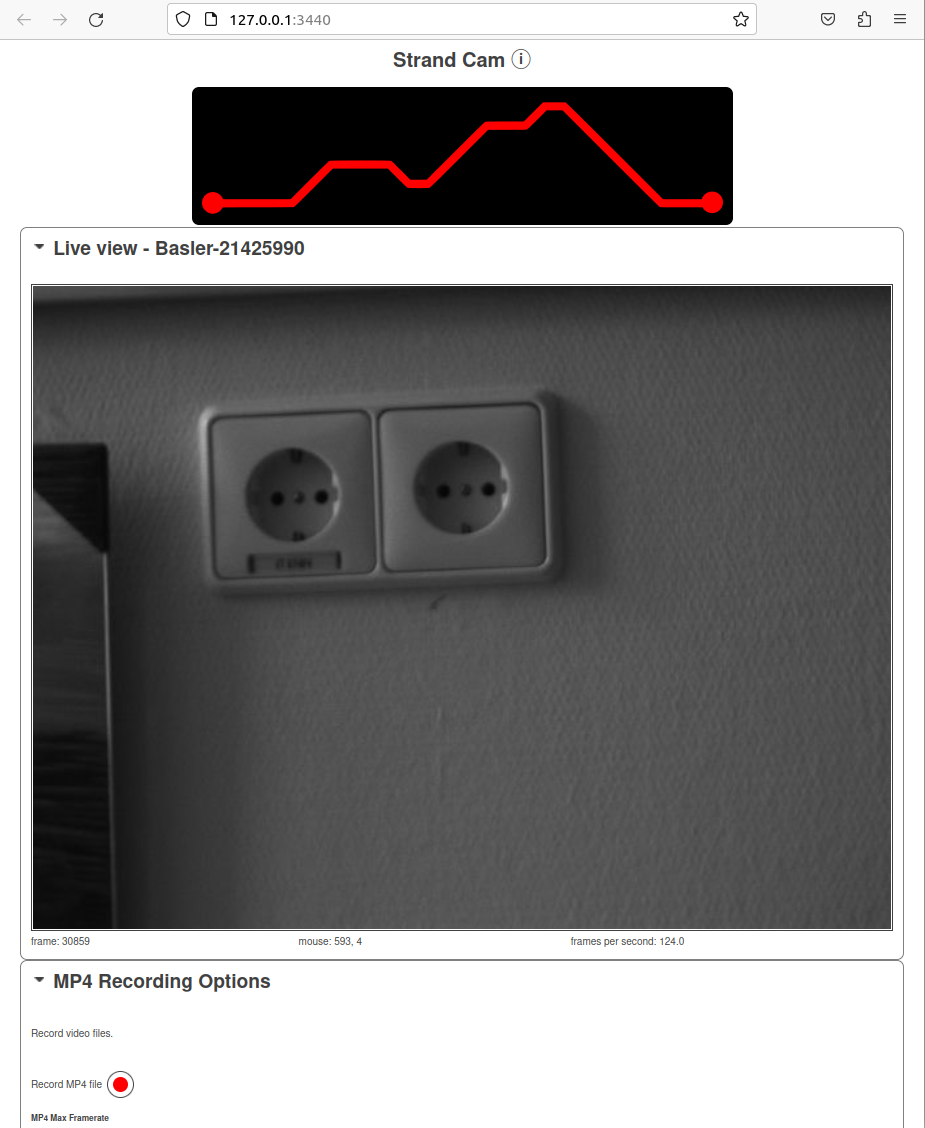 127.0.0.1:3440
Strand Cam i
Live view - Basler-21425990
frame: 30859
mouse: 593, 4
frames per second: 124.0
MP4 Recording Options
Record video files.
Record MP4 file
MP4 Max Framerate